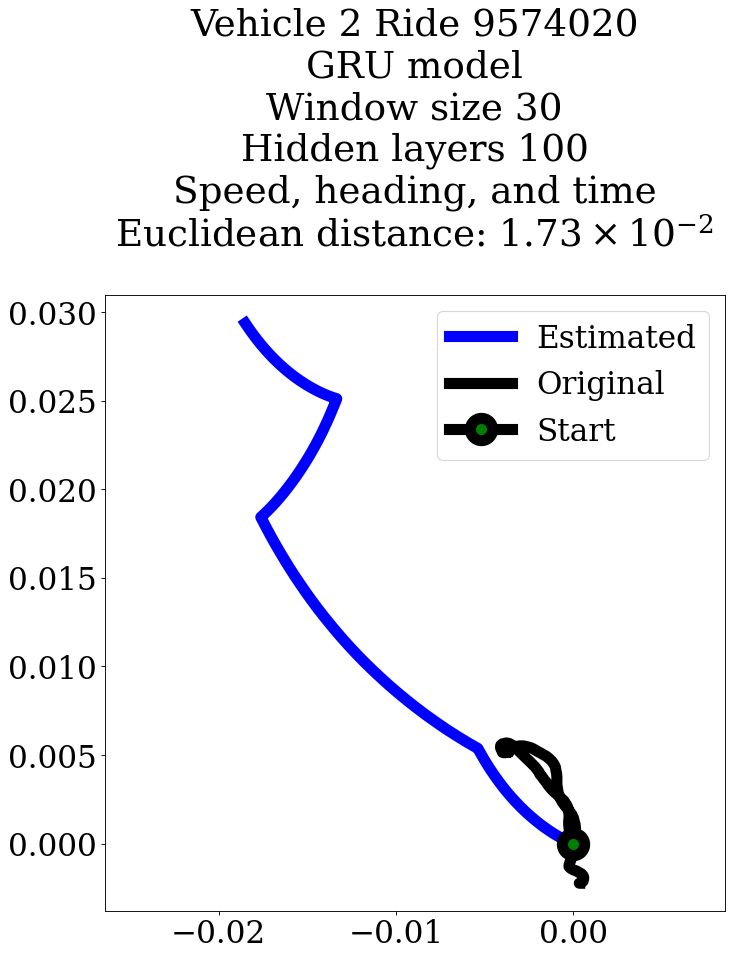 Vehicle 2 Ride 9574020
GRU model
Window size 30
Hidden layers 100
Speed, heading, and time
Euclidean distance: 1.73 × 10⁻²
0.030
0.025
0.020
0.015
0.010
0.005
0.000
Estimated
Original
Start
−0.02
−0.01
0.00